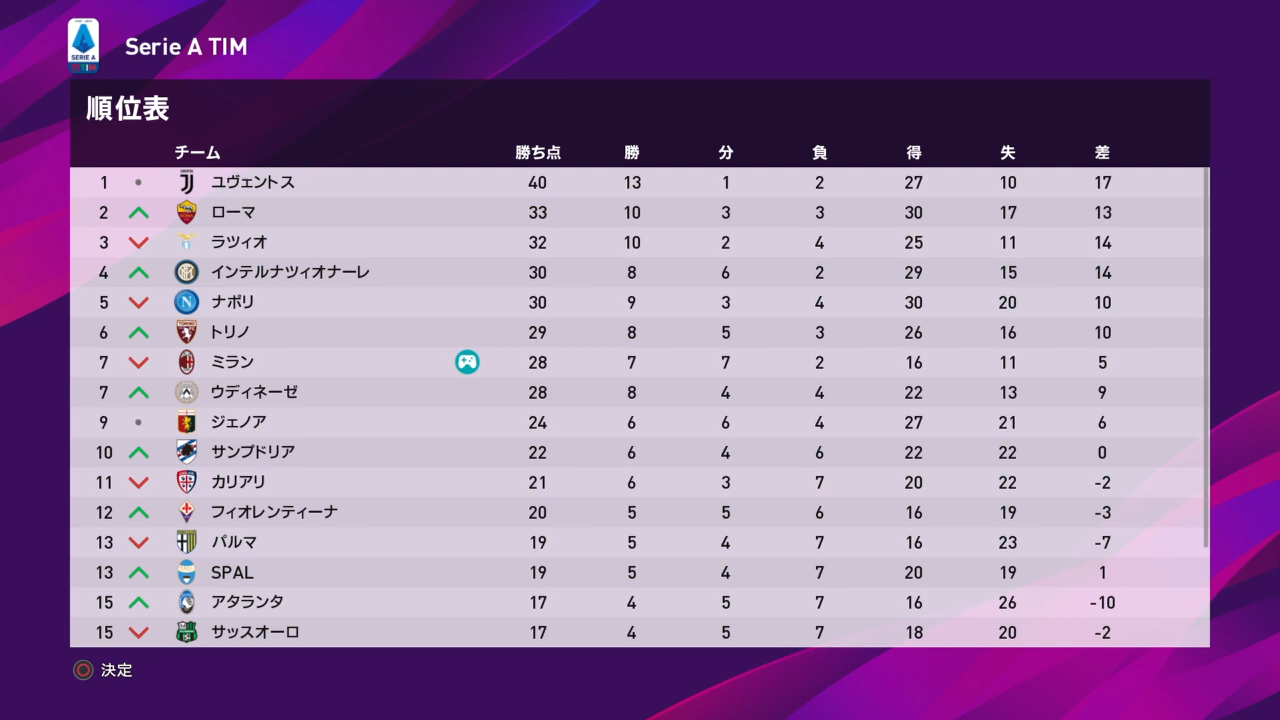 SERIE A
TIM
Serie A TIM
順位表
チーム 勝ち点 勝 分 負 得 失 差
1 ユヴェントス 40 13 1 2 27 10 17
2 ローマ 33 10 3 3 30 17 13
3 ラツィオ 32 10 2 4 25 11 14
4 インテルナツィオナーレ 30 8 6 2 29 15 14
5 ナポリ 30 9 3 4 30 20 10
6 トリノ 29 8 5 3 26 16 10
7 ミラン 28 7 7 2 16 11 5
7 ウディネーゼ 28 8 4 4 22 13 9
9 ジェノア 24 6 6 4 27 21 6
10 サンプドリア 22 6 4 6 22 22 0
11 カリアリ 21 6 3 7 20 22 -2
12 フィオレンティーナ 20 5 5 6 16 19 -3
13 パルマ 19 5 4 7 16 23 -7
13 SPAL 19 5 4 7 20 19 1
15 アタランタ 17 4 5 7 16 26 -10
15 サッスオーロ 17 4 5 7 18 20 -2
決定